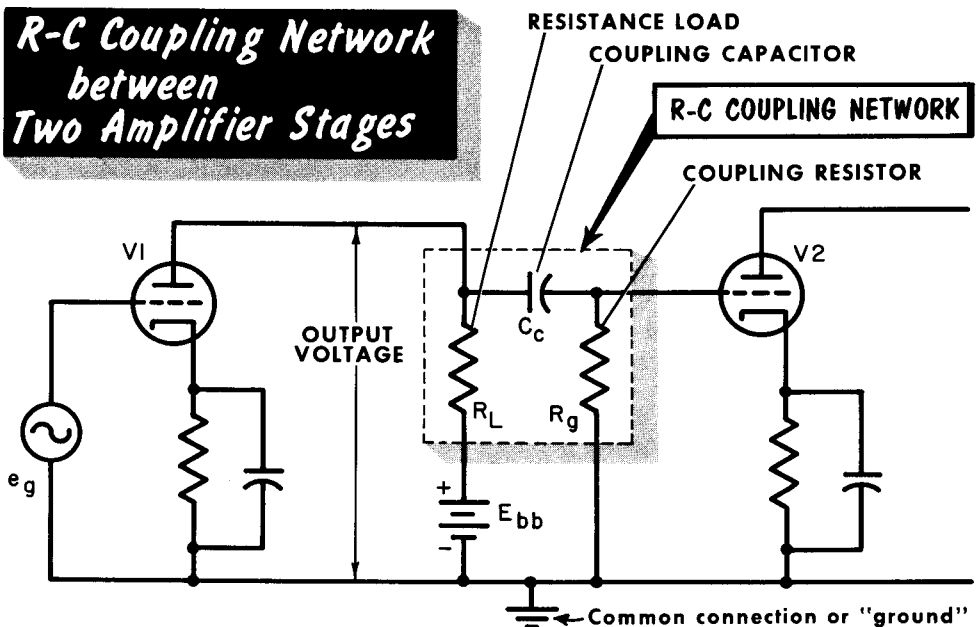 R-C Coupling Network
between
Two Amplifier Stages
RESISTANCE LOAD
COUPLING CAPACITOR
R-C COUPLING NETWORK
COUPLING RESISTOR
V1
V2
OUTPUT
VOLTAGE
Cc
RL
Rg
eg
+
Ebb
-
Common connection or "ground"